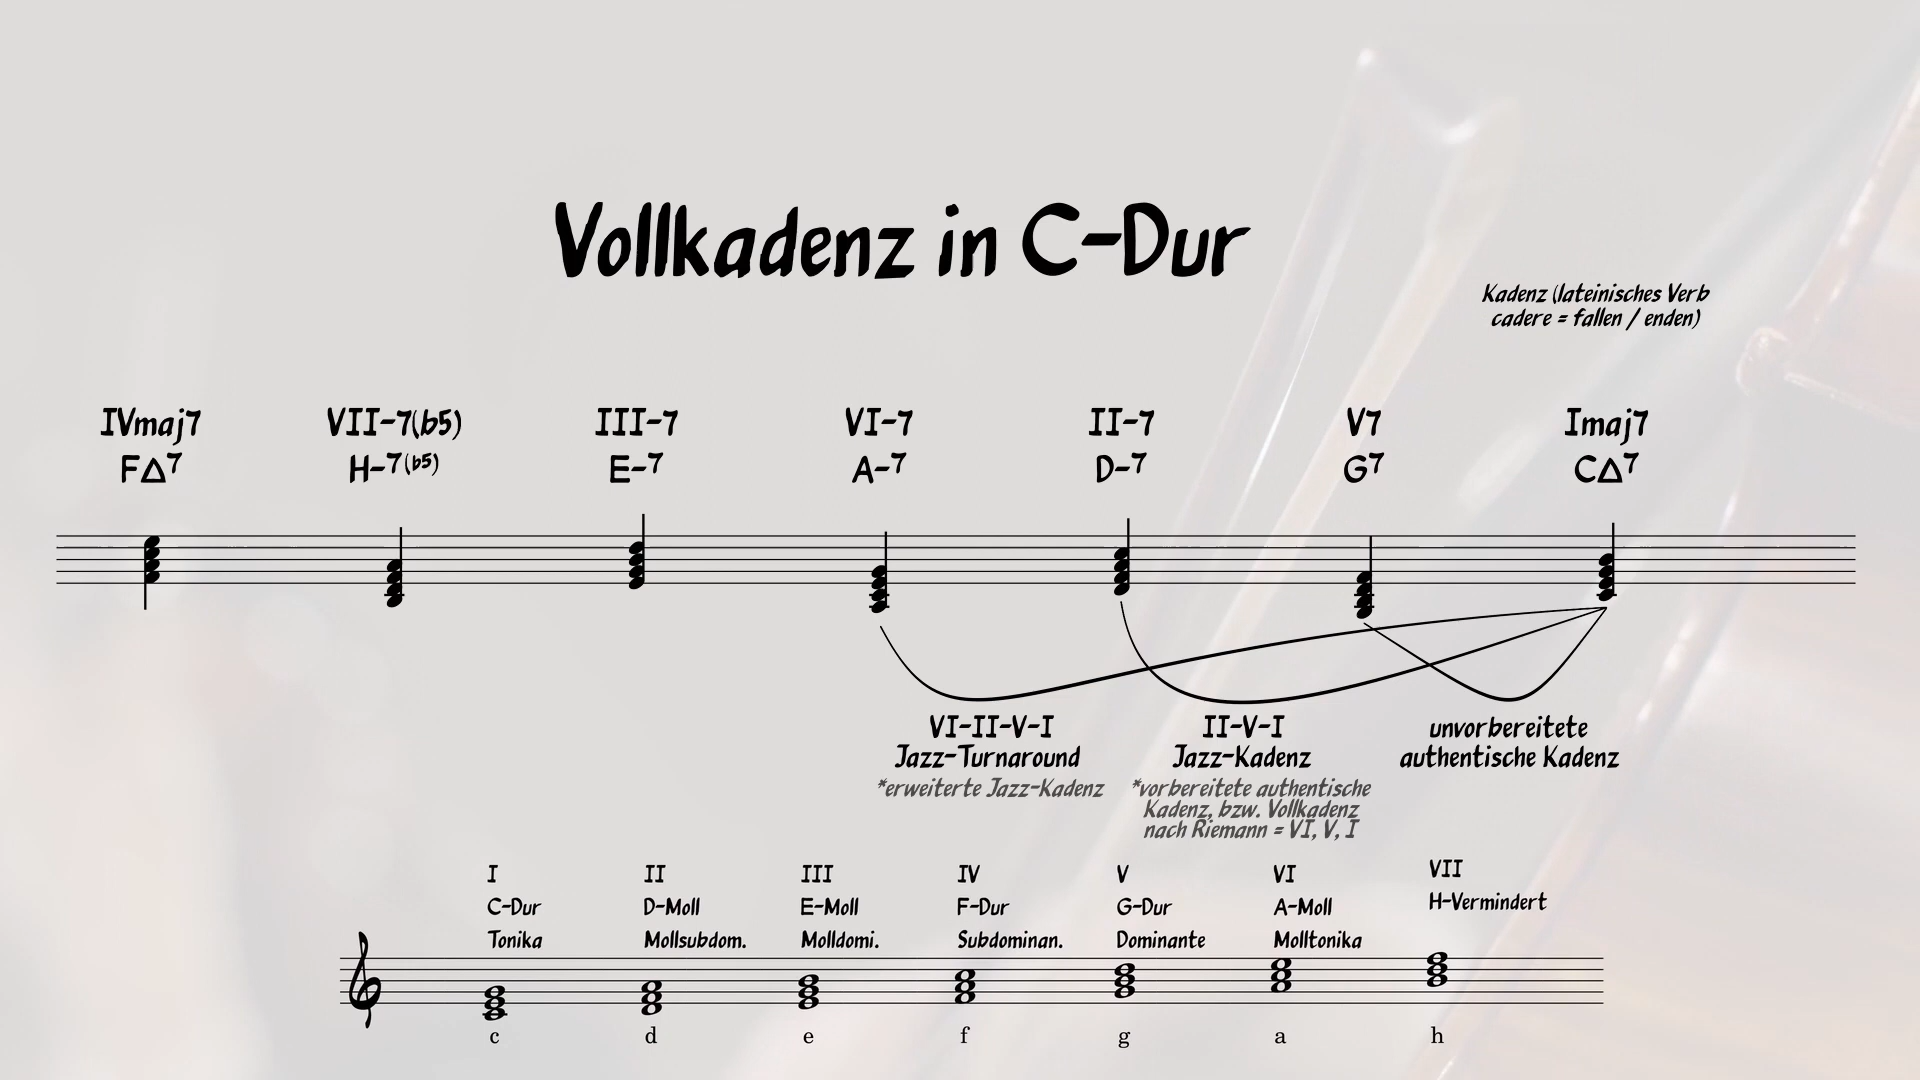 Vollkadenz in C-Dur
Kadenz (lateinisches Verb
cadere = fallen / enden)
IVmaj7 VII-7(b5) III-7 VI-7 II-7 V7 Imaj7
F△7 H-7(b5) E-7 A-7 D-7 G7 C△7
VI-II-V-I
Jazz-Turnaround
*erweiterte Jazz-Kadenz
II-V-I
Jazz-Kadenz
*vorbereitete authentische
Kadenz, bzw. Vollkadenz
nach Riemann = VI, V, I
unvorbereitete
authentische Kadenz
I II III IV V VI VII
C-Dur D-Moll E-Moll F-Dur G-Dur A-Moll H-Vermindert
Tonika Mollsubdom. Molldomi. Subdominan. Dominante Molltonika
c d e f g a h